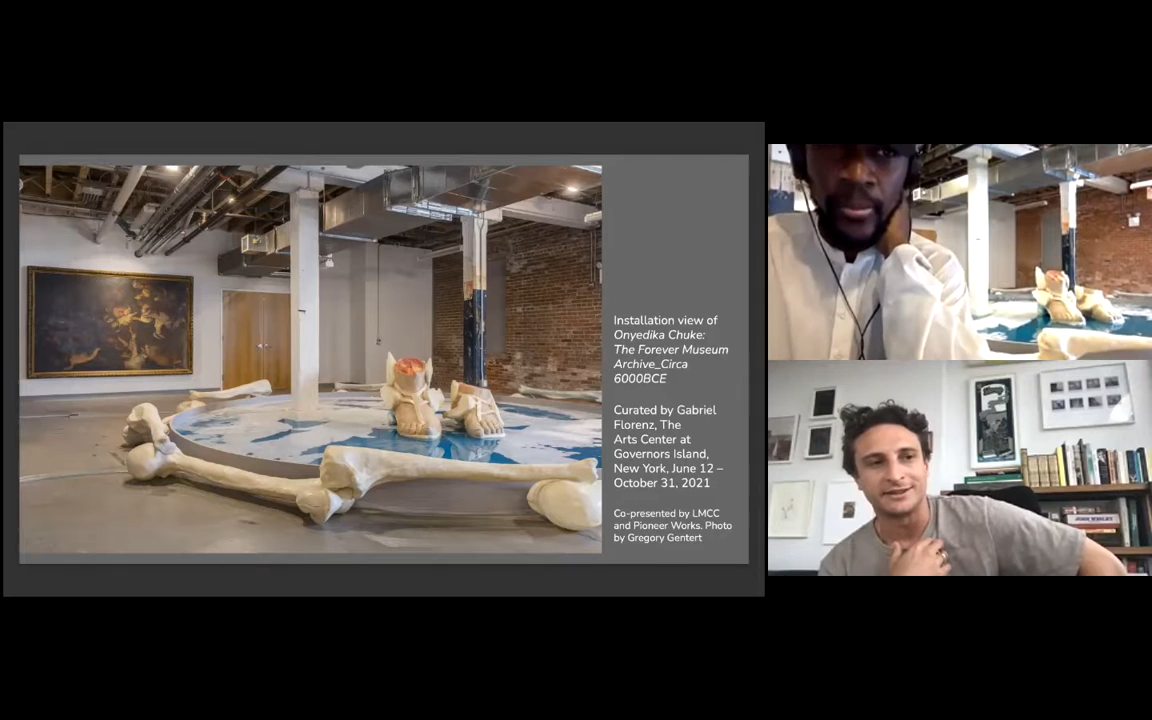 Installation view of
Onyedika Chuke:
The Forever Museum
Archive_Circa
6000BCE
Curated by Gabriel
Florenz, The
Arts Center at
Governors Island,
New York, June 12 –
October 31, 2021
Co-presented by LMCC
and Pioneer Works. Photo
by Gregory Gentert